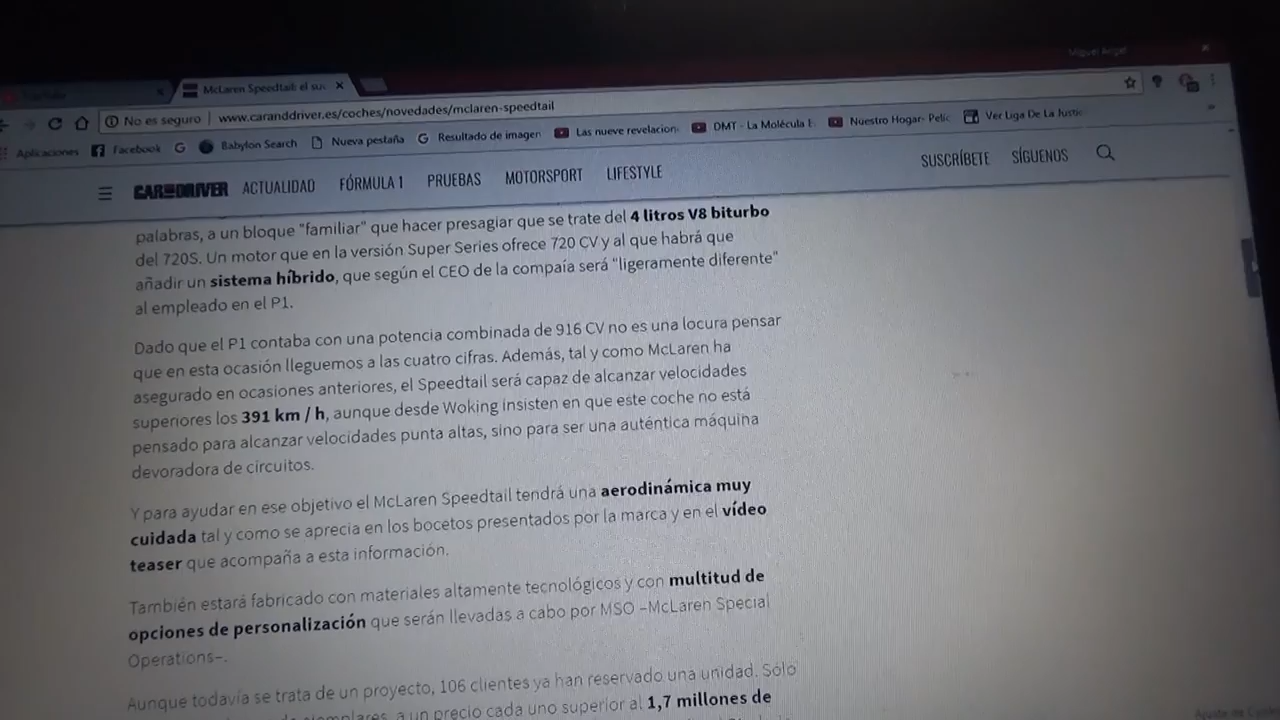 Miguel Angel
McLaren Speedtail: el su
No es seguro | www.caranddriver.es/coches/novedades/mclaren-speedtail
Aplicaciones Facebook Babylon Search Nueva pestaña Resultado de imagen Las nueve revelacion DMT - La Molécula Nuestro Hogar- Pelíc Ver Liga De La Justic
CAR AND DRIVER ACTUALIDAD FÓRMULA 1 PRUEBAS MOTORSPORT LIFESTYLE SUSCRÍBETE SÍGUENOS
palabras, a un bloque "familiar" que hacer presagiar que se trate del 4 litros V8 biturbo
del 720S. Un motor que en la versión Super Series ofrece 720 CV y al que habrá que
añadir un sistema híbrido, que según el CEO de la compaía será "ligeramente diferente"
al empleado en el P1.
Dado que el P1 contaba con una potencia combinada de 916 CV no es una locura pensar
que en esta ocasión lleguemos a las cuatro cifras. Además, tal y como McLaren ha
asegurado en ocasiones anteriores, el Speedtail será capaz de alcanzar velocidades
superiores los 391 km / h, aunque desde Woking insisten en que este coche no está
pensado para alcanzar velocidades punta altas, sino para ser una auténtica máquina
devoradora de circuitos.
Y para ayudar en ese objetivo el McLaren Speedtail tendrá una aerodinámica muy
cuidada tal y como se aprecia en los bocetos presentados por la marca y en el vídeo
teaser que acompaña a esta información.
También estará fabricado con materiales altamente tecnológicos y con multitud de
opciones de personalización que serán llevadas a cabo por MSO –McLaren Special
Operations–.
Aunque todavía se trata de un proyecto, 106 clientes ya han reservado una unidad. Sólo
ejemplares, a un precio cada uno superior al 1,7 millones de